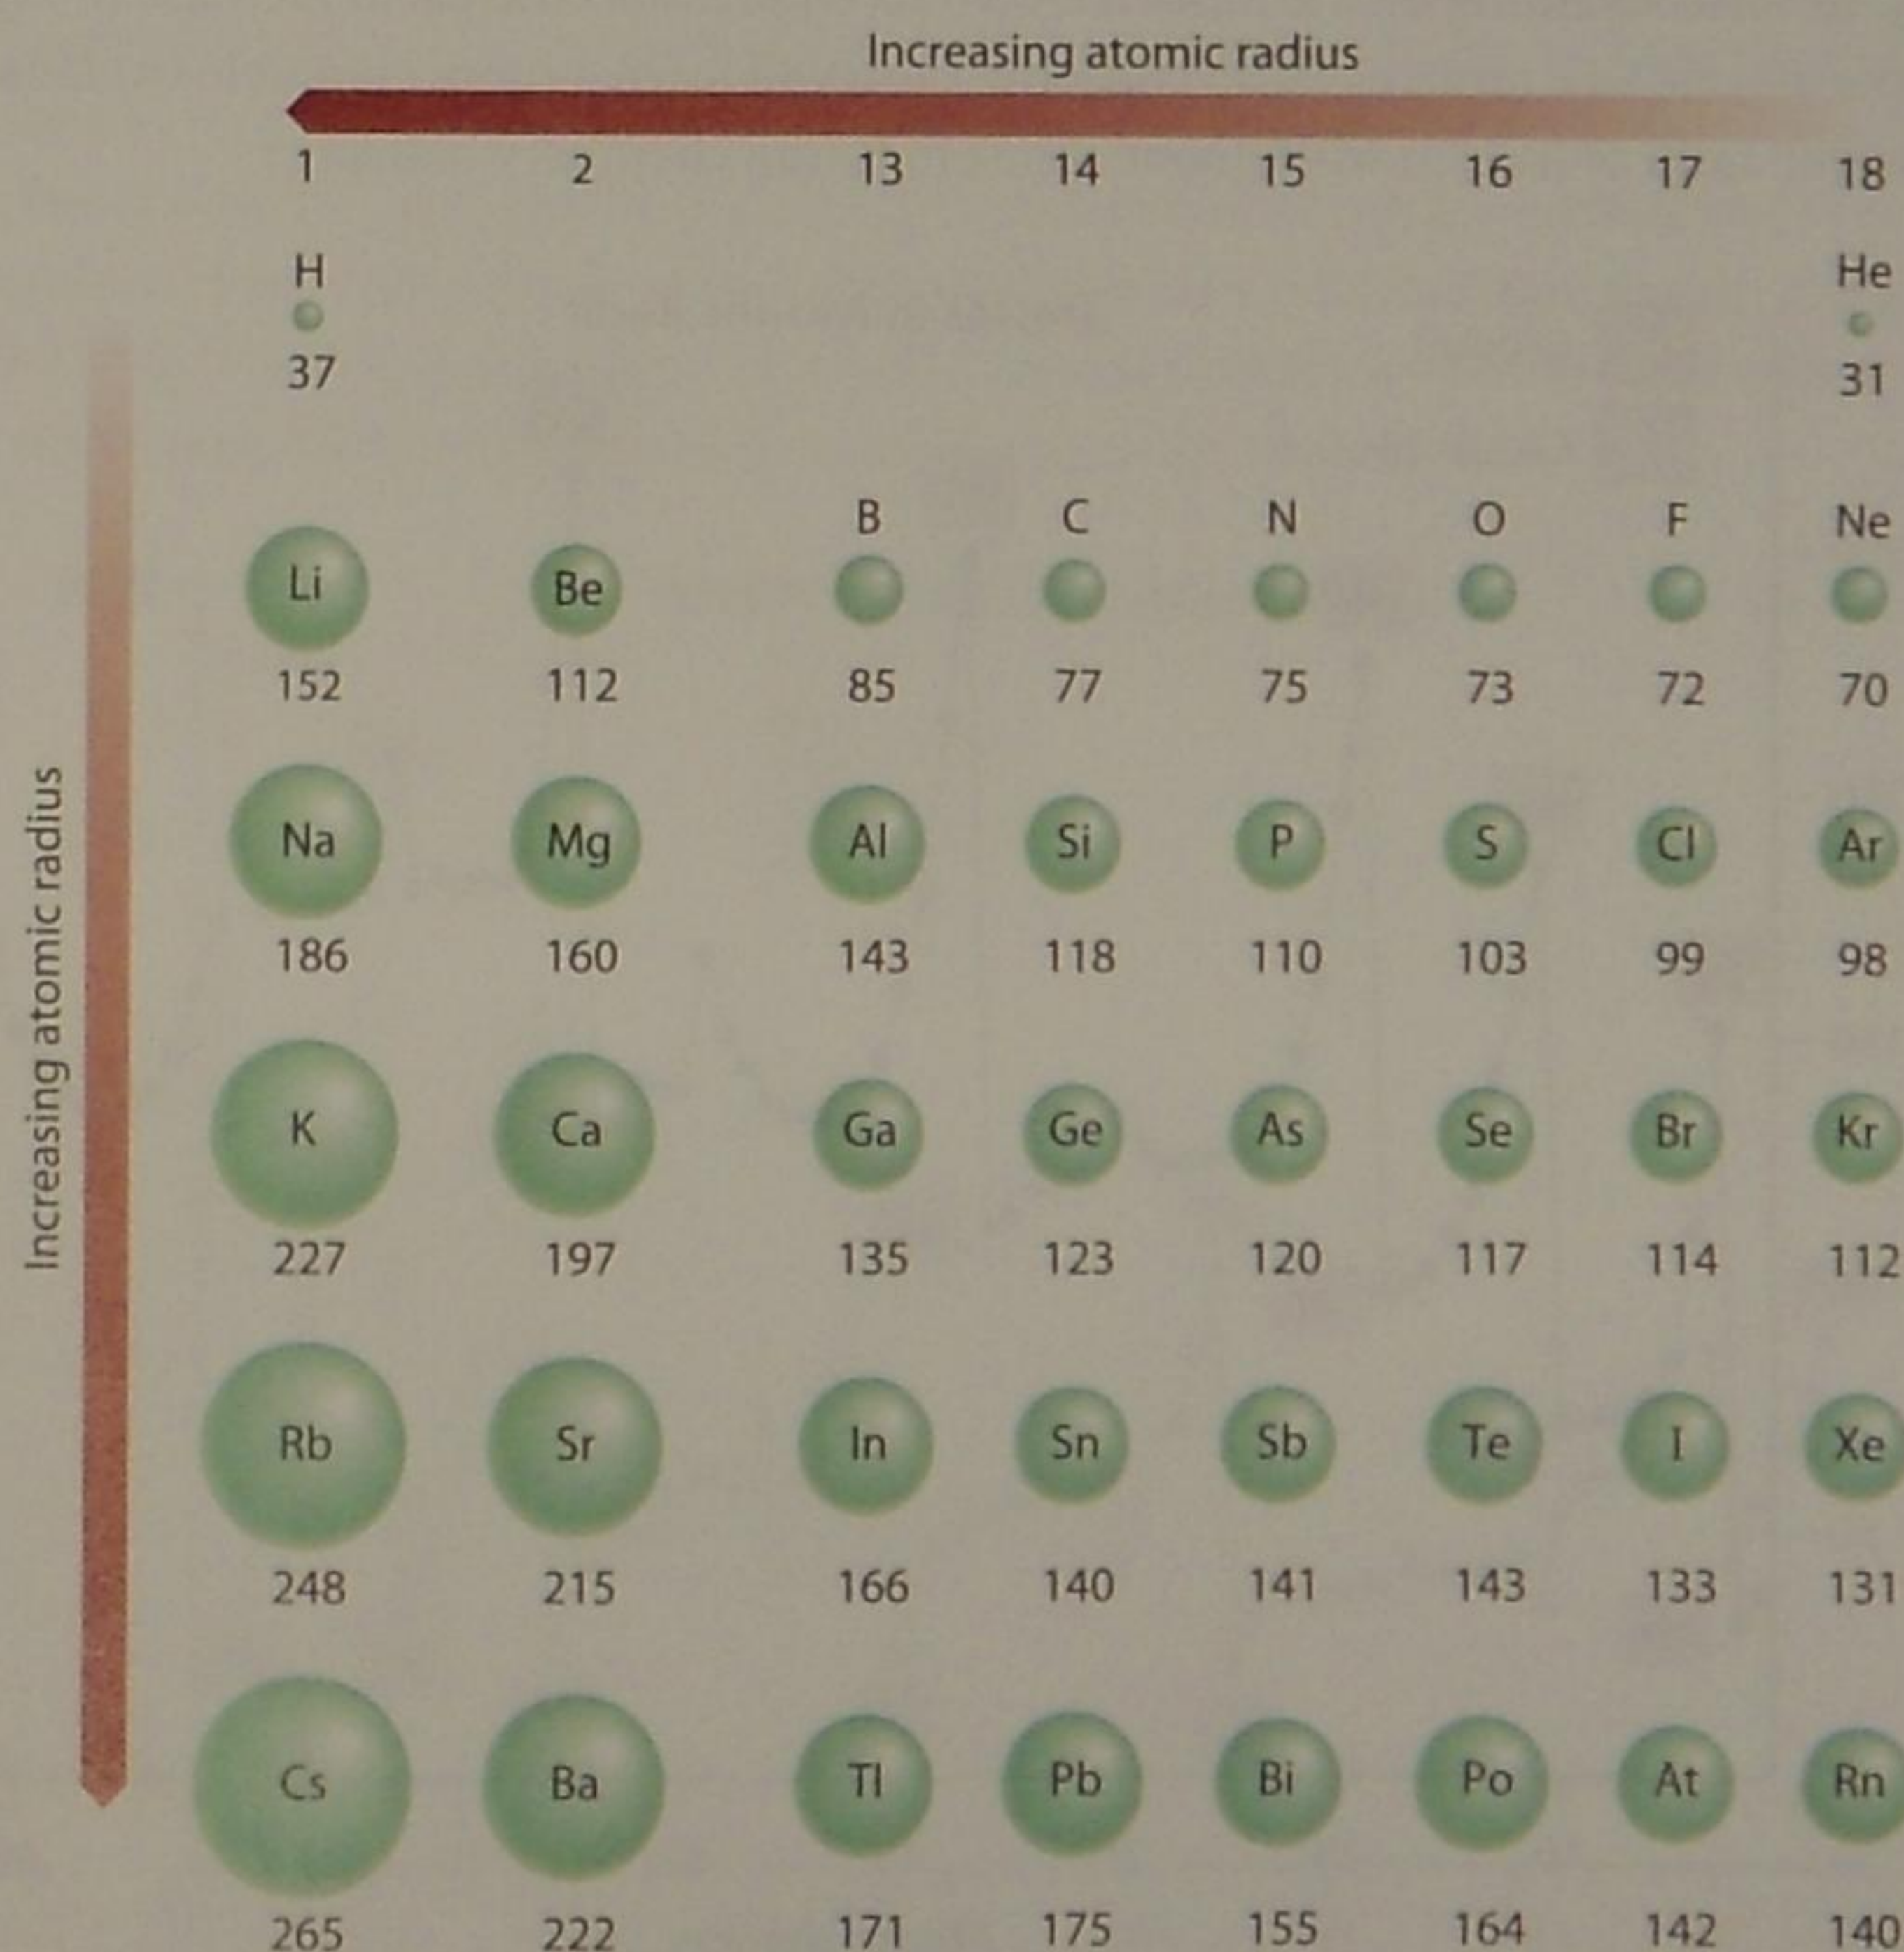 Increasing atomic radius
1 2 13 14 15 16 17 18
H He
37 31
B C N O F Ne
Li Be
152 112 85 77 75 73 72 70
Na Mg Al Si P S Cl Ar
186 160 143 118 110 103 99 98
Increasing atomic radius
K Ca Ga Ge As Se Br Kr
227 197 135 123 120 117 114 112
Rb Sr In Sn Sb Te I Xe
248 215 166 140 141 143 133 131
Cs Ba Tl Pb Bi Po At Rn
265 222 171 175 155 164 142 140